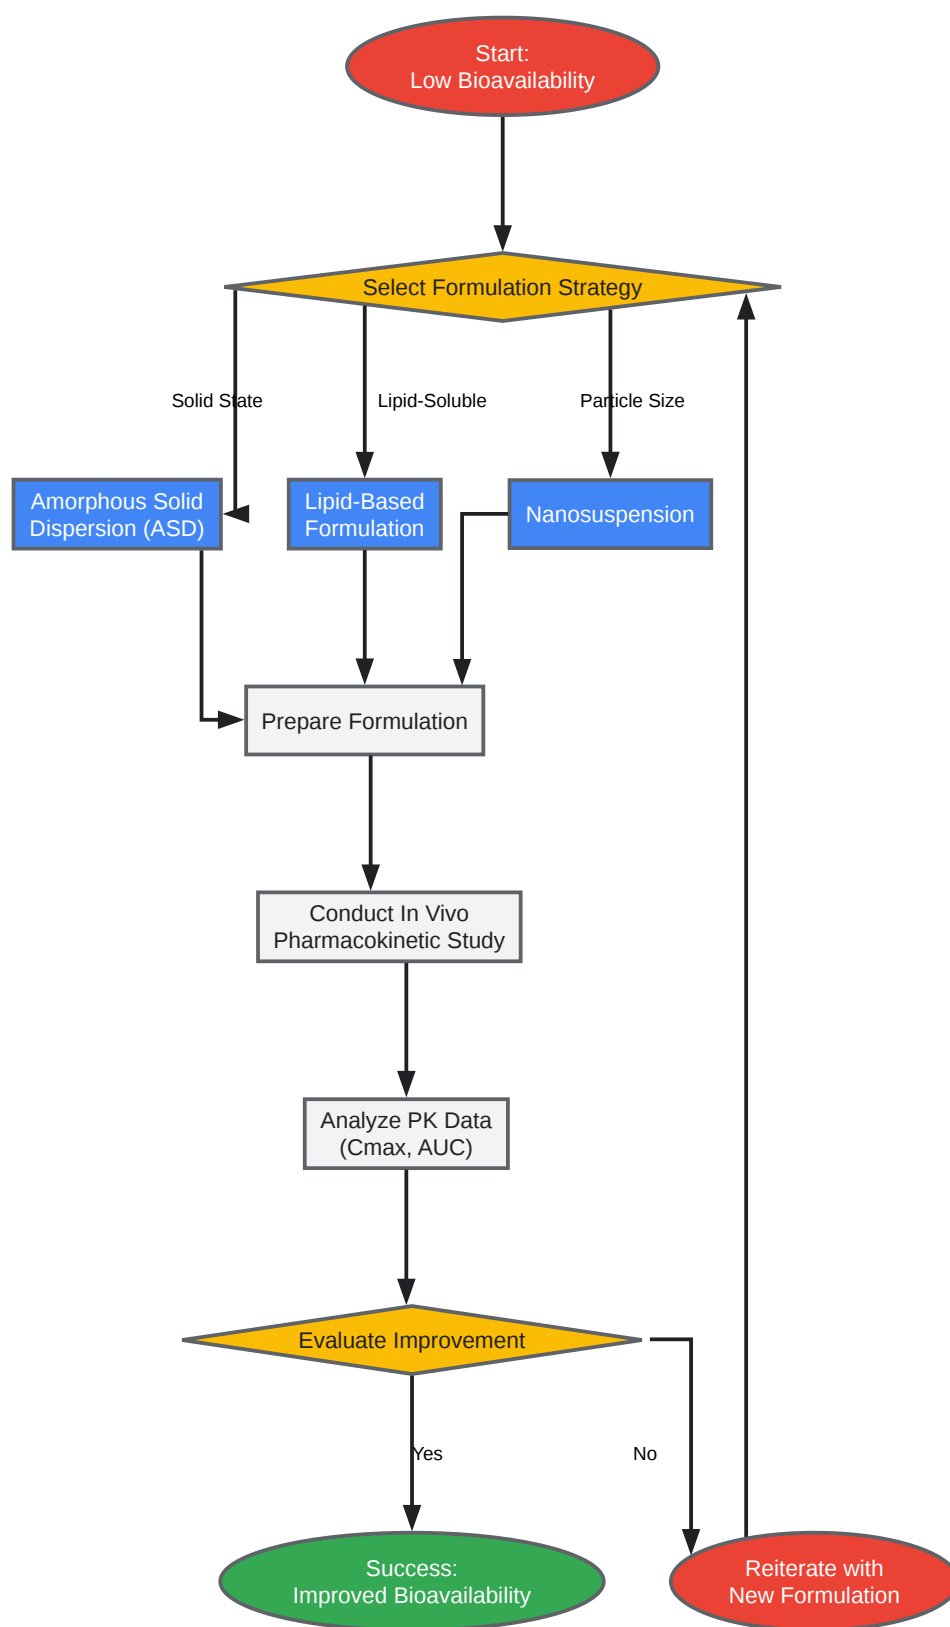 Start:
Low Bioavailability
Select Formulation Strategy
Solid State
Lipid-Soluble
Particle Size
Amorphous Solid
Dispersion (ASD)
Lipid-Based
Formulation
Nanosuspension
Prepare Formulation
Conduct In Vivo
Pharmacokinetic Study
Analyze PK Data
(Cmax, AUC)
Evaluate Improvement
Yes
No
Success:
Improved Bioavailability
Reiterate with
New Formulation